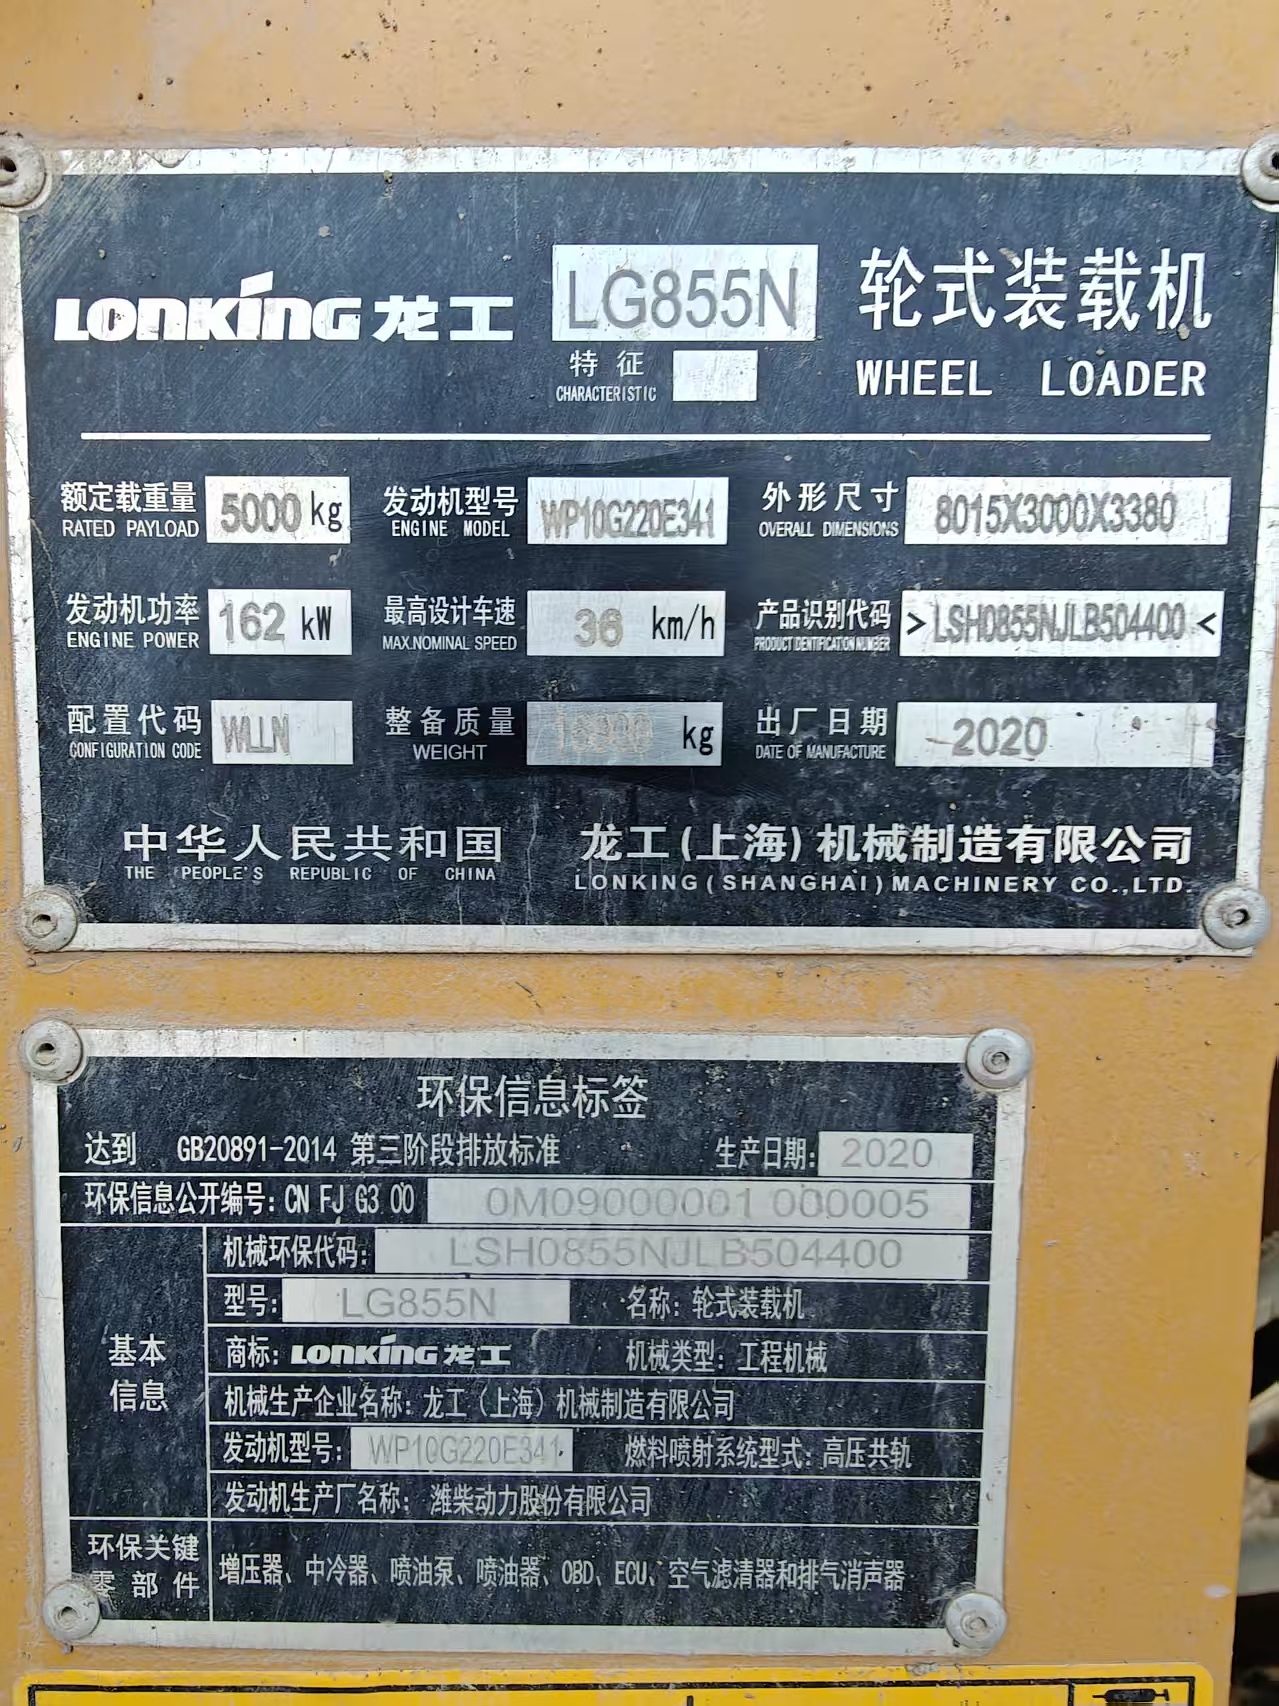 LONKING 龙工 LG855N 轮式装载机
特征
CHARACTERISTIC
WHEEL LOADER
额定载重量 5000 kg 发动机型号 WP10G220E341 外形尺寸 8015X3000X3380
RATED PAYLOAD ENGINE MODEL OVERALL DIMENSIONS
发动机功率 162 kW 最高设计车速 36 km/h 产品识别代码 >LSH0855NJLB504400<
ENGINE POWER MAX.NOMINAL SPEED PRODUCT IDENTIFICATION NUMBER
配置代码 WLLN 整备质量 kg 出厂日期 2020
CONFIGURATION CODE WEIGHT DATE OF MANUFACTURE
中华人民共和国 龙工(上海)机械制造有限公司
THE PEOPLE'S REPUBLIC OF CHINA LONKING(SHANGHAI)MACHINERY CO.,LTD.
环保信息标签
达到 GB20891-2014 第三阶段排放标准 生产日期: 2020
环保信息公开编号: CN FJ G3 00 0M09000001 000005
机械环保代码: LSH0855NJLB504400
型号: LG855N 名称: 轮式装载机
基本信息
商标: LONKING 龙工 机械类型: 工程机械
机械生产企业名称: 龙工(上海)机械制造有限公司
发动机型号: WP10G220E341 燃料喷射系统型式: 高压共轨
发动机生产厂名称: 潍柴动力股份有限公司
环保关键零部件
增压器、中冷器、喷油泵、喷油器、OBD、ECU、空气滤清器和排气消声器